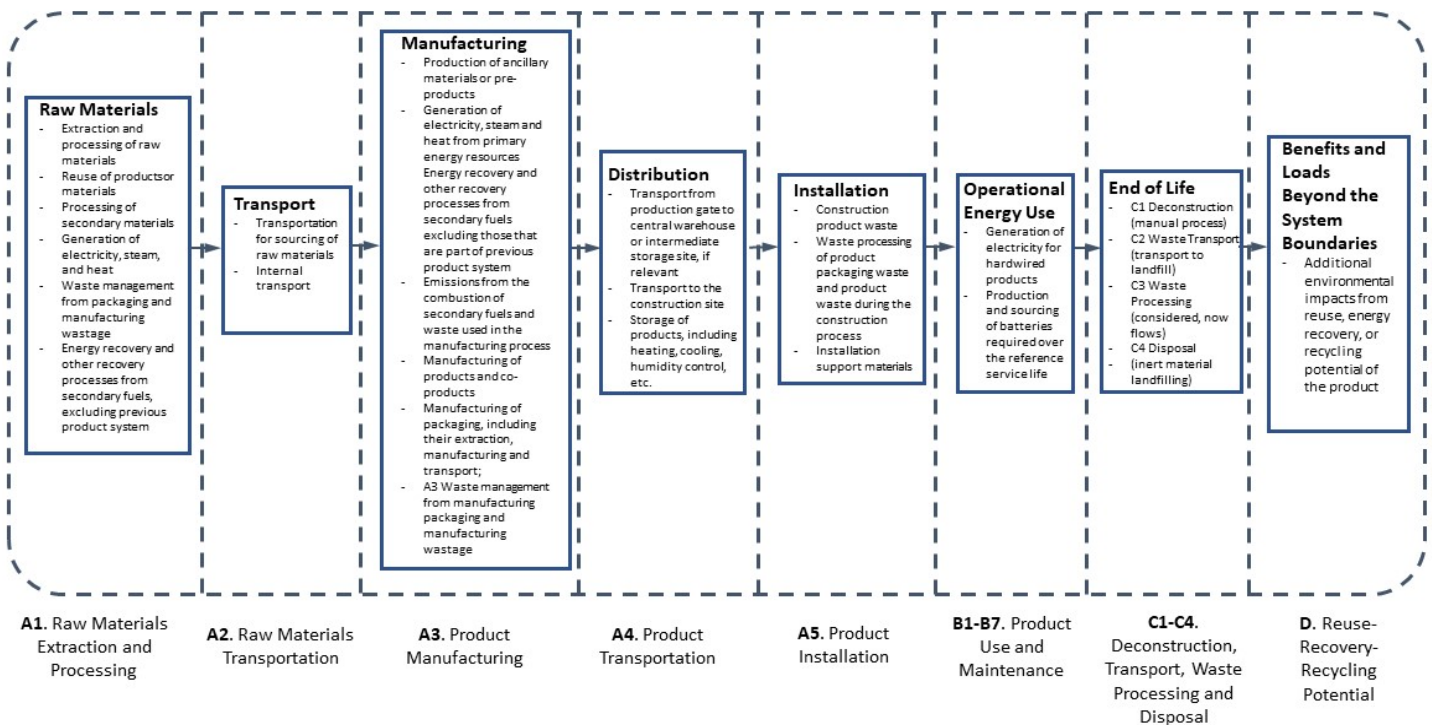 Raw Materials
- Extraction and
processing of raw
materials
- Reuse of productsor
materials
- Processing of
secondary materials
- Generation of
electricity, steam,
and heat
- Waste management
from packaging and
manufacturing
wastage
- Energy recovery and
other recovery
processes from
secondary fuels,
excluding previous
product system
Transport
- Transportation
for sourcing of
raw materials
- Internal
transport
Manufacturing
- Production of ancillary
materials or pre-
products
- Generation of
electricity, steam and
heat from primary
energy resources
Energy recovery and
other recovery
processes from
secondary fuels
excluding those that
are part of previous
product system
- Emissions from the
combustion of
secondary fuels and
waste used in the
manufacturing process
- Manufacturing of
products and co-
products
- Manufacturing of
packaging, including
their extraction,
manufacturing and
transport;
- A3 Waste management
from manufacturing
packaging and
manufacturing
wastage
Distribution
- Transport from
production gate to
central warehouse
or intermediate
storage site, if
relevant
- Transport to the
construction site
- Storage of
products, including
heating, cooling,
humidity control,
etc.
Installation
- Construction
product waste
- Waste processing
of product
packaging waste
and product
waste during the
construction
process
- Installation
support materials
Operational
Energy Use
- Generation of
electricity for
hardwired
products
- Production
and sourcing
of batteries
required over
the reference
service life
End of Life
- C1 Deconstruction
(manual process)
- C2 Waste Transport
(transport to
landfill)
- C3 Waste
Processing
(considered, now
flows)
- C4 Disposal
- (inert material
landfilling)
Benefits and
Loads
Beyond the
System
Boundaries
- Additional
environmental
impacts from
reuse, energy
recovery, or
recycling
potential of
the product
A1. Raw Materials
Extraction and
Processing
A2. Raw Materials
Transportation
A3. Product
Manufacturing
A4. Product
Transportation
A5. Product
Installation
B1-B7. Product
Use and
Maintenance
C1-C4.
Deconstruction,
Transport, Waste
Processing and
Disposal
D. Reuse-
Recovery-
Recycling
Potential